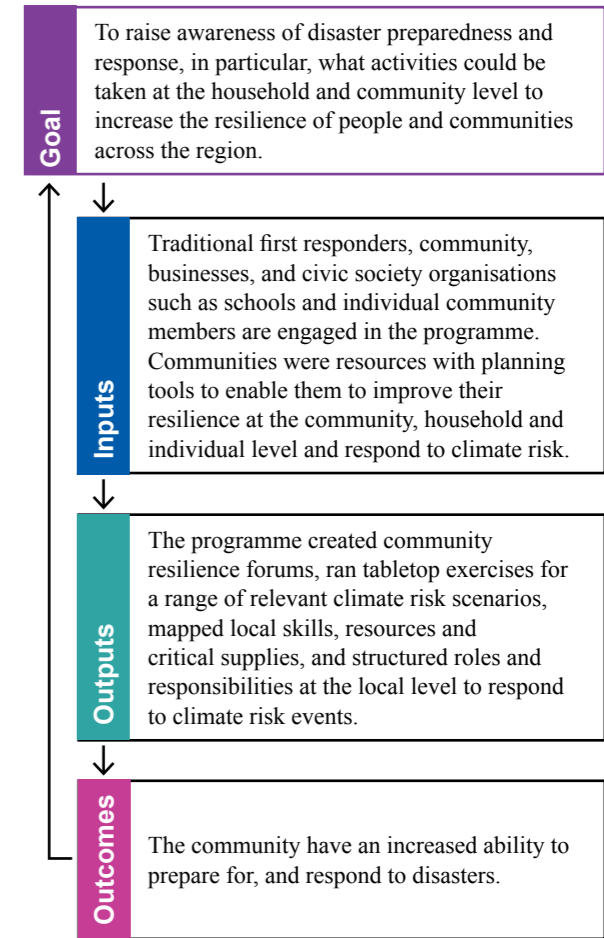 Goal
To raise awareness of disaster preparedness and
response, in particular, what activities could be
taken at the household and community level to
increase the resilience of people and communities
across the region.
Inputs
Traditional first responders, community,
businesses, and civic society organisations
such as schools and individual community
members are engaged in the programme.
Communities were resources with planning
tools to enable them to improve their
resilience at the community, household and
individual level and respond to climate risk.
Outputs
The programme created community
resilience forums, ran tabletop exercises for
a range of relevant climate risk scenarios,
mapped local skills, resources and
critical supplies, and structured roles and
responsibilities at the local level to respond
to climate risk events.
Outcomes
The community have an increased ability to
prepare for, and respond to disasters.